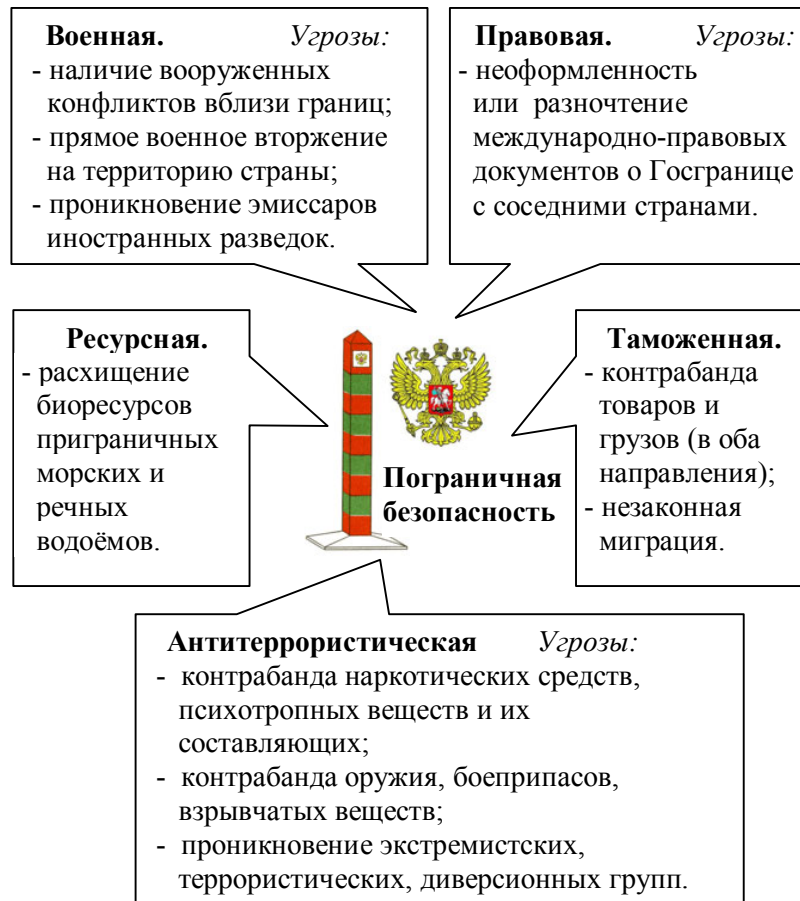 Военная. Угрозы:
- наличие вооруженных
конфликтов вблизи границ;
- прямое военное вторжение
на территорию страны;
- проникновение эмиссаров
иностранных разведок.
Правовая. Угрозы:
- неоформленность
или разночтение
международно-правовых
документов о Госгранице
с соседними странами.
Ресурсная.
- расхищение
биоресурсов
приграничных
морских и
речных
водоёмов.
Пограничная
безопасность
Таможенная.
- контрабанда
товаров и
грузов (в оба
направления);
- незаконная
миграция.
Антитеррористическая Угрозы:
- контрабанда наркотических средств,
психотропных веществ и их
составляющих;
- контрабанда оружия, боеприпасов,
взрывчатых веществ;
- проникновение экстремистских,
террористических, диверсионных групп.